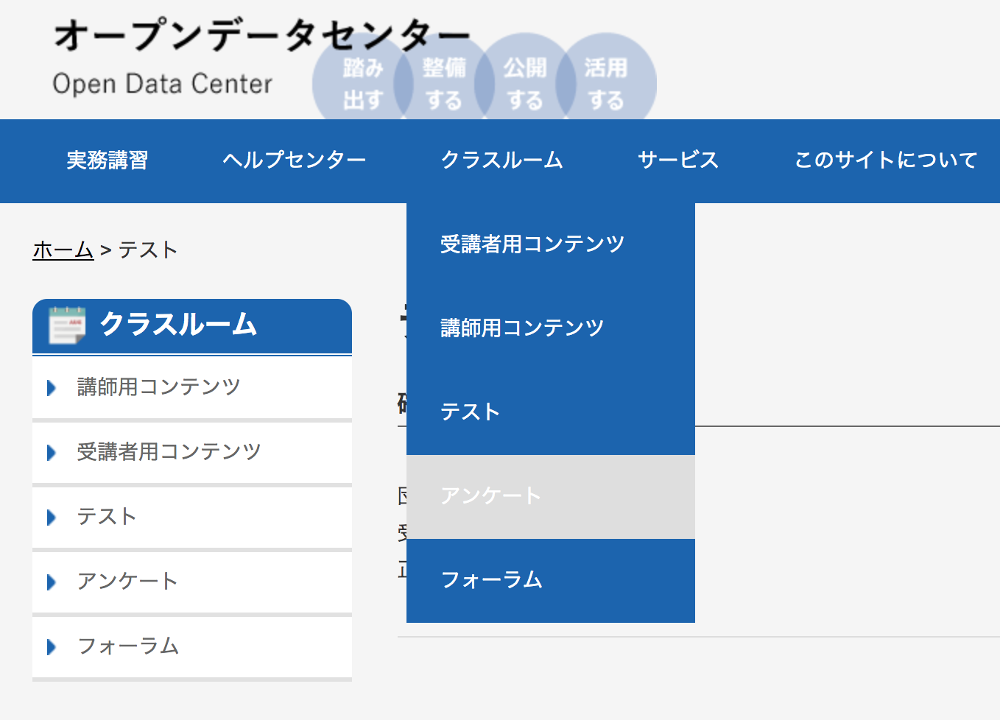 オープンデータセンター
Open Data Center
踏み
出す
整備
する
公開
する
活用
する
実務講習
ヘルプセンター
クラスルーム
サービス
このサイトについて
受講者用コンテンツ
講師用コンテンツ
テスト
アンケート
フォーラム
ホーム > テスト
クラスルーム
講師用コンテンツ
受講者用コンテンツ
テスト
アンケート
フォーラム